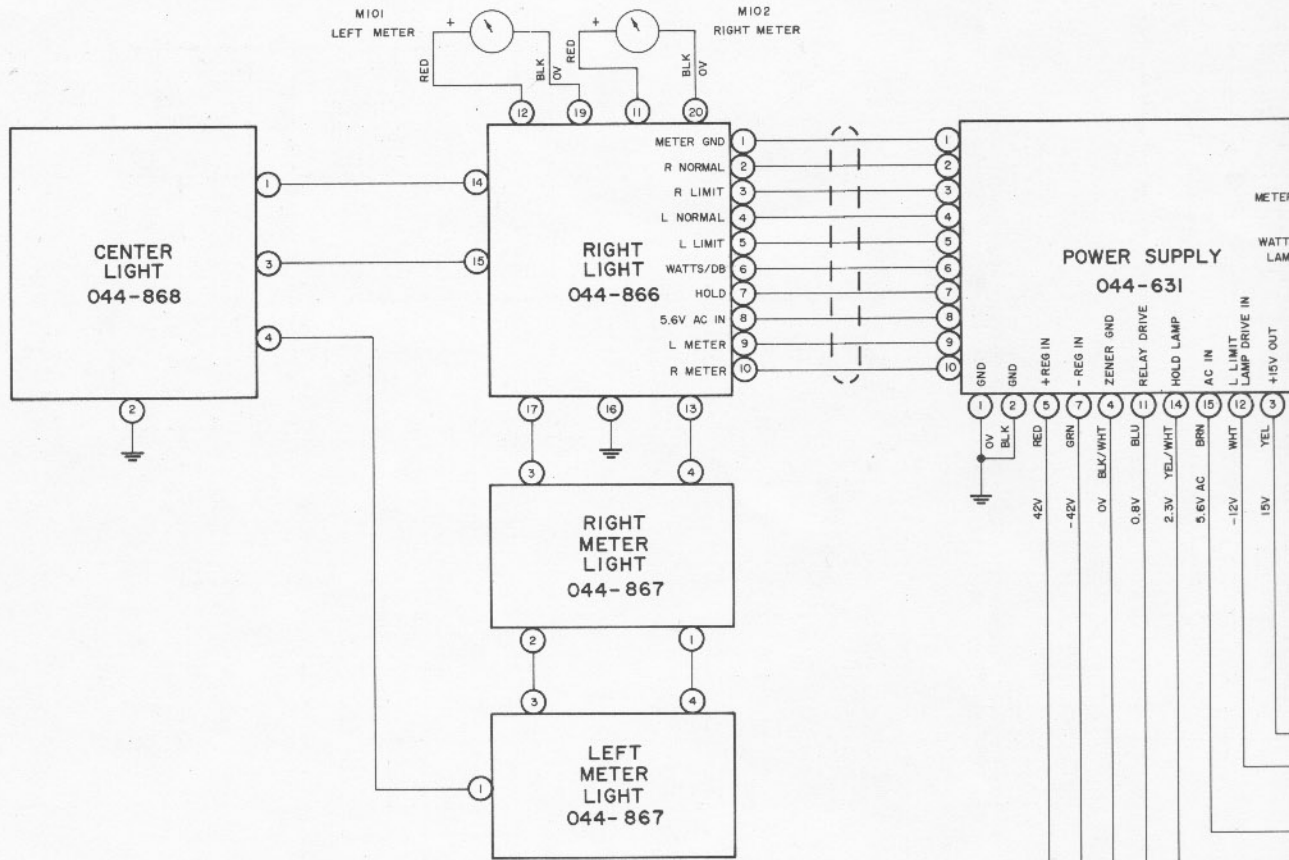 M101
LEFT METER
M102
RIGHT METER
+
+
RED
BLK
0V
RED
BLK
0V
12
19
11
20
CENTER
LIGHT
044-868
1
3
4
2
14
15
RIGHT
LIGHT
044-866
METER GND 1
R NORMAL 2
R LIMIT 3
L NORMAL 4
L LIMIT 5
WATTS/DB 6
HOLD 7
5.6V AC IN 8
L METER 9
R METER 10
17
16
13
1
2
3
4
5
6
7
8
9
10
POWER SUPPLY
044-631
METER
WATT
LAM
GND
GND
+REG IN
-REG IN
ZENER GND
RELAY DRIVE
HOLD LAMP
AC IN
L LIMIT
LAMP DRIVE IN
+15V OUT
1
2
5
7
4
11
14
15
12
3
0V
BLK
42V RED
-42V GRN
0V BLK/WHT
0.8V BLU
2.3V YEL/WHT
5.6V AC BRN
-12V WHT
15V YEL
3
4
RIGHT
METER
LIGHT
044-867
2
1
3
4
1
LEFT
METER
LIGHT
044-867